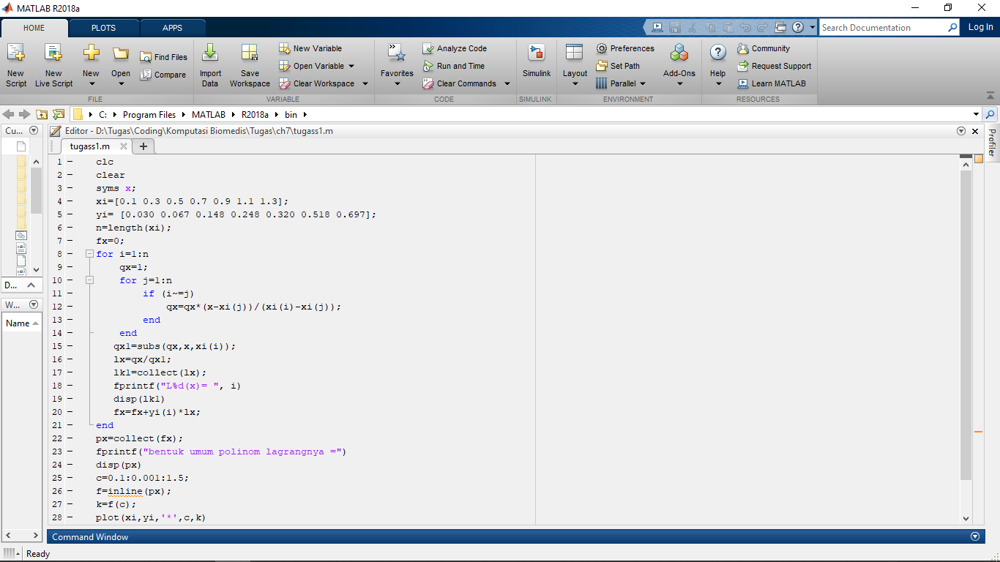 MATLAB R2018a
HOME PLOTS APPS Search Documentation Log In
New Script New Live Script New Open Find Files Compare
Import Data Save Workspace New Variable Open Variable Clear Workspace
Favorites Analyze Code Run and Time Clear Commands
Simulink Layout Preferences Set Path Parallel Add-Ons
Help Community Request Support Learn MATLAB
FILE VARIABLE CODE SIMULINK ENVIRONMENT RESOURCES
C: Program Files MATLAB R2018a bin
Cu... Editor - D:\Tugas\Coding\Komputasi Biomedis\Tugas\ch7\tugass1.m Profiler
tugass1.m +
1 - clc
2 - clear
3 - syms x;
4 - xi=[0.1 0.3 0.5 0.7 0.9 1.1 1.3];
5 - yi= [0.030 0.067 0.148 0.248 0.320 0.518 0.697];
6 - n=length(xi);
7 - fx=0;
8 - for i=1:n
9 - qx=1;
10 - for j=1:n
11 - if (i~=j)
12 - qx=qx*(x-xi(j))/(xi(i)-xi(j));
13 - end
14 - end
15 - qx1=subs(qx,x,xi(i));
16 - lx=qx/qx1;
17 - lk1=collect(lx);
18 - fprintf("L%d(x)= ", i)
19 - disp(lk1)
20 - fx=fx+yi(i)*lx;
21 - end
22 - px=collect(fx);
23 - fprintf("bentuk umum polinom lagrangnya =")
24 - disp(px)
25 - c=0.1:0.001:1.5;
26 - f=inline(px);
27 - k=f(c);
28 - plot(xi,yi,'*',c,k)
D...
W...
Name
Command Window
Ready